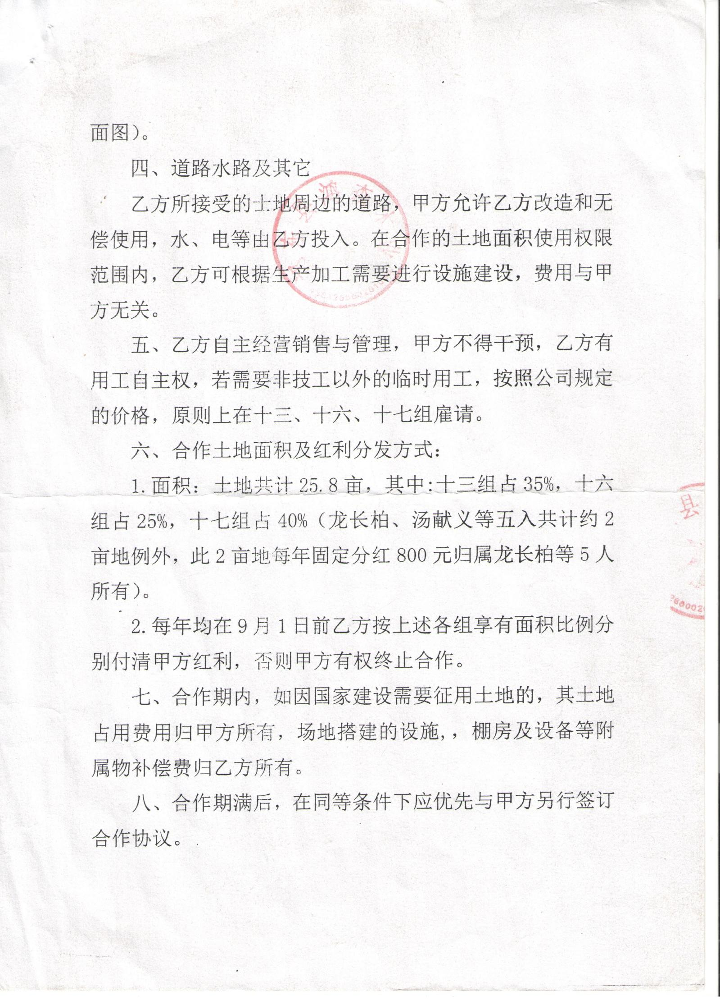 面图)。
四、道路水路及其它
乙方所接受的土地周边的道路，甲方允许乙方改造和无
偿使用，水、电等由乙方投入。在合作的土地面积使用权限
范围内，乙方可根据生产加工需要进行设施建设，费用与甲
方无关。
五、乙方自主经营销售与管理，甲方不得干预，乙方有
用工自主权，若需要非技工以外的临时用工，按照公司规定
的价格，原则上在十三、十六、十七组雇请。
六、合作土地面积及红利分发方式：
1.面积：土地共计25.8亩，其中:十三组占35%，十六
组占25%，十七组占40%（龙长柏、汤献义等五入共计约2
亩地例外，此2亩地每年固定分红800元归属龙长柏等5人
所有)。
2.每年均在9月1日前乙方按上述各组享有面积比例分
别付清甲方红利，否则甲方有权终止合作。
七、合作期内，如因国家建设需要征用土地的，其土地
占用费用归甲方所有，场地搭建的设施,，棚房及设备等附
属物补偿费归乙方所有。
八、合作期满后，在同等条件下应优先与甲方另行签订
合作协议。
县